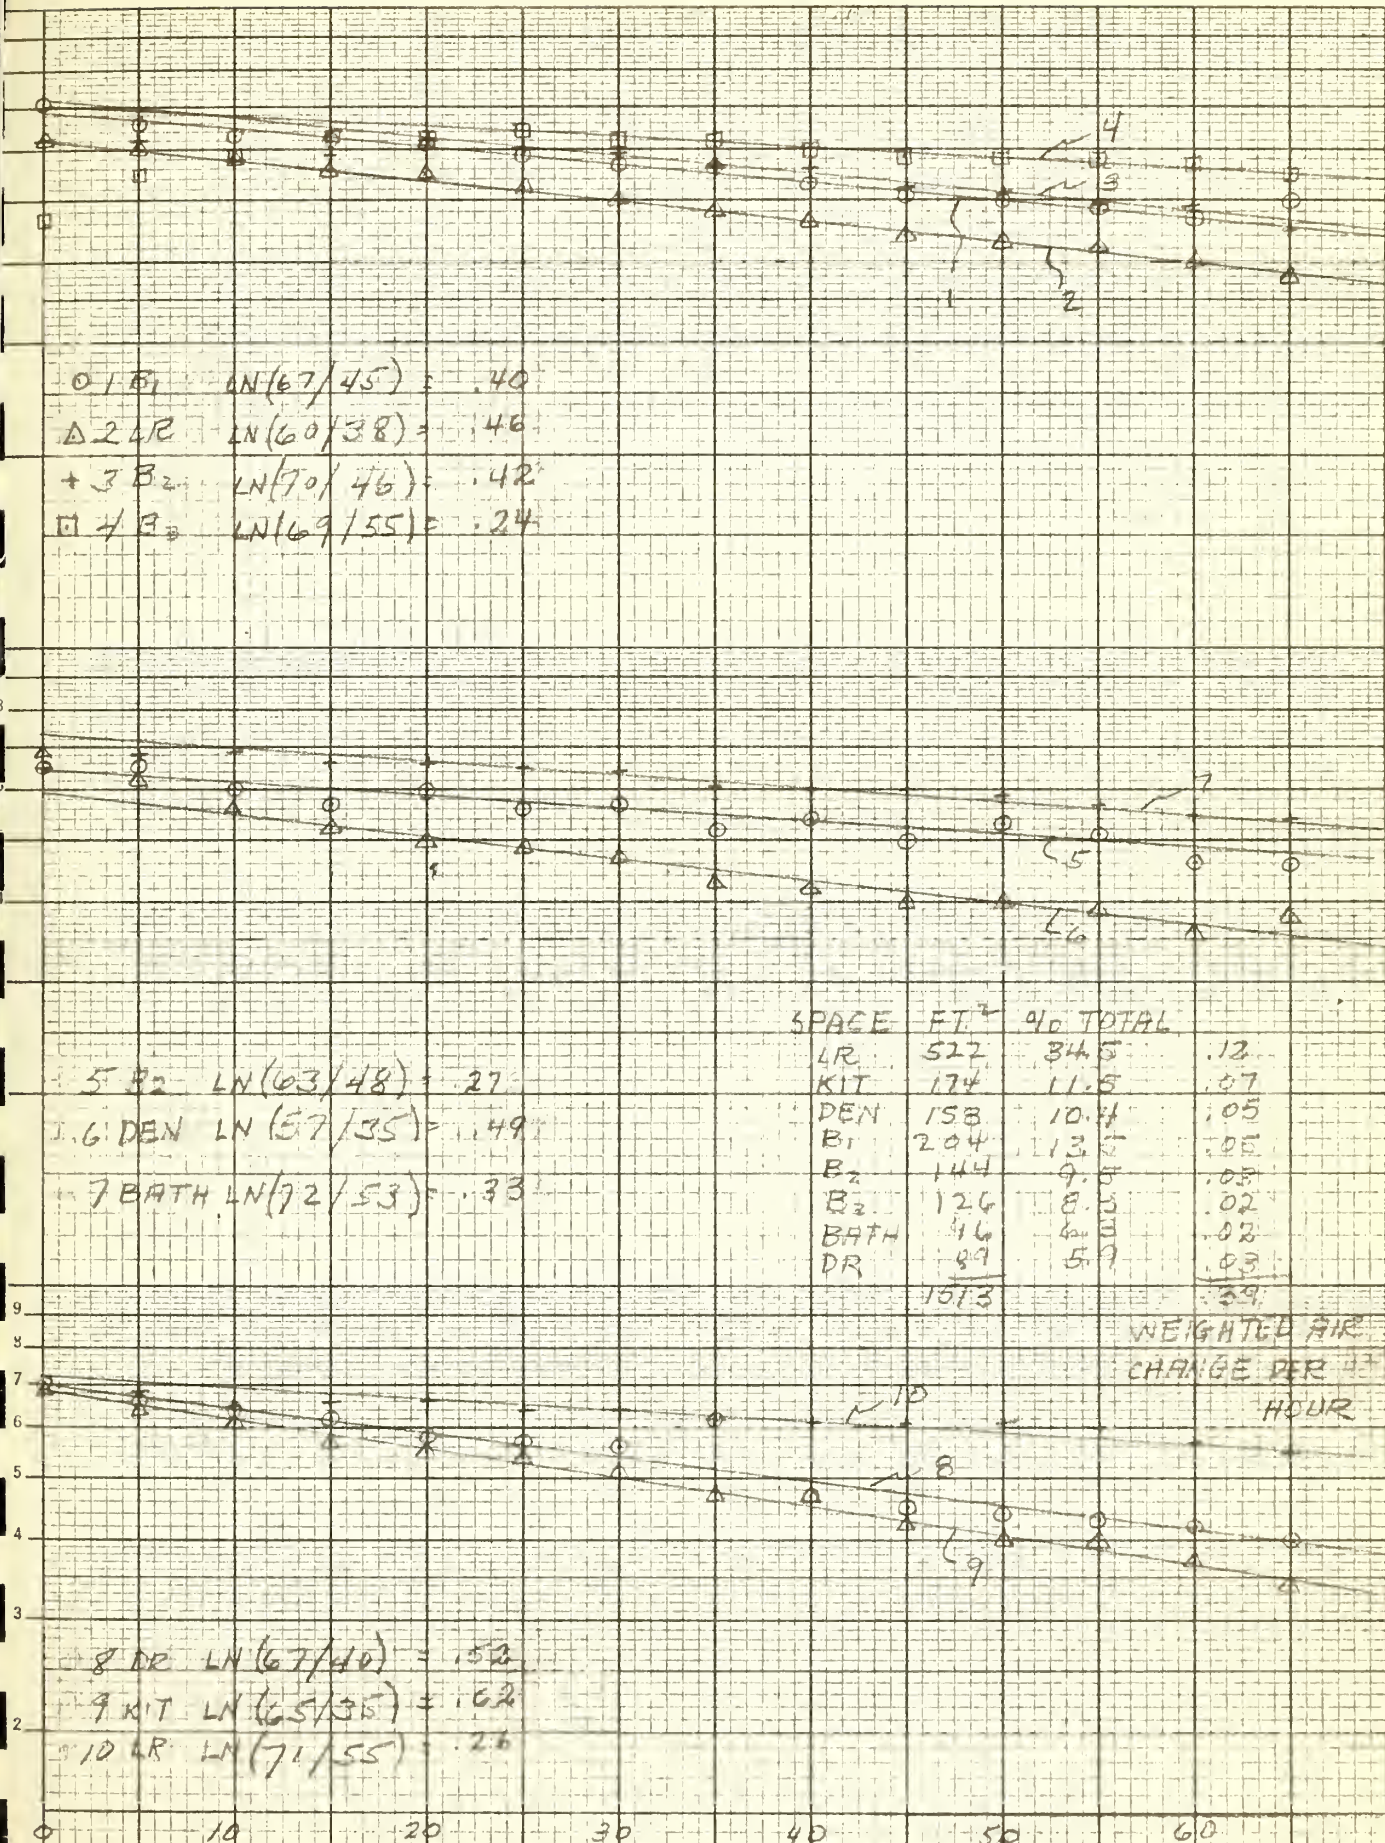 4
3
1
2
O 1 B1 LN(67/45) = .40
Δ 2 LR LN(60/38) = .46
+ 3 B2 LN(70/46) = .42
⊡ 4 B3 LN(69/55) = .24
7
5
6
SPACE FT.² % TOTAL
LR 522 34.5 .12
KIT 174 11.5 .07
DEN 158 10.4 .05
B1 204 13.5 .05
B2 144 9.5 .03
B3 126 8.3 .02
BATH .02
DR 89 5.9 .03
1513 .39
5 B2 LN(63/48) = 27
6 DEN LN(57/35) = .49
7 BATH LN(72/53) = .33
WEIGHTED AIR
CHANGE PER
HOUR
9
8
7
6
5
4
3
2
10
8
9
8 DR LN(67/40) = .52
9 KIT LN(65/35) = .62
10 LR LN(71/55) = .26
0 10 20 30 40 50 60